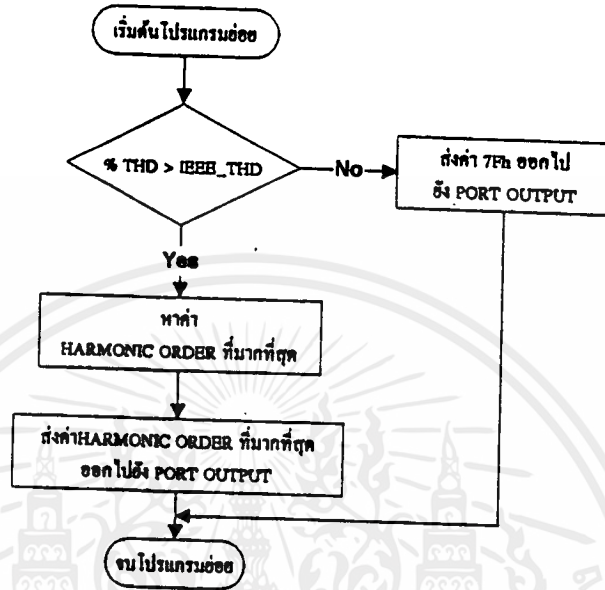 เริ่มต้นโปรแกรมย่อย
% THD > IEEE_THD
No
ส่งค่า 7Fh ออกไป
ยัง PORT OUTPUT
Yes
หาค่า
HARMONIC ORDER ที่มากที่สุด
ส่งค่าHARMONIC ORDER ที่มากที่สุด
ออกไปยัง PORT OUTPUT
จบโปรแกรมย่อย